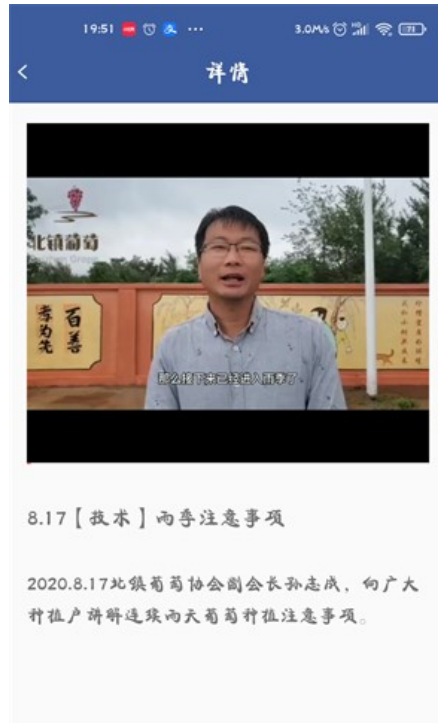 19:51
3.0M/s
71
详情
北镇葡萄
百善
孝为先
那么接下来已经进入雨季了
8.17【技术】雨季注意事项
2020.8.17北镇葡萄协会副会长孙志成，向广大
种植户讲解连续雨天葡萄种植注意事项。